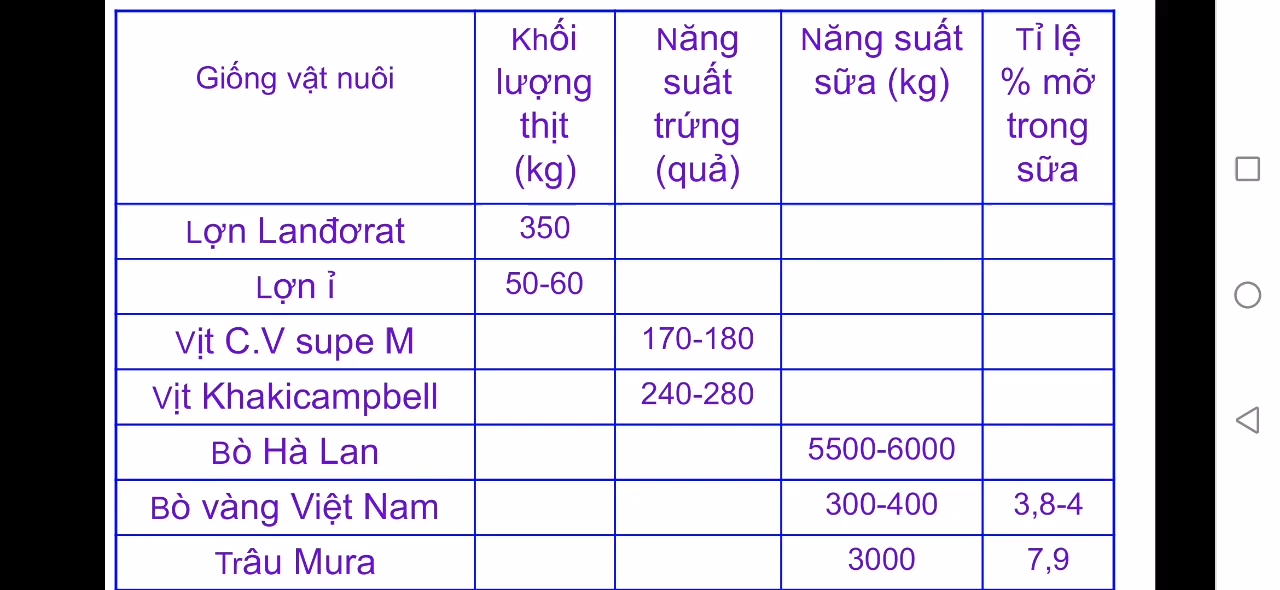 Giống vật nuôi
Khối
lượng
thịt
(kg)
Năng
suất
trứng
(quả)
Năng suất
sữa (kg)
Tỉ lệ
% mỡ
trong
sữa
Lợn Lanđơrat
350
Lợn ỉ
50-60
Vịt C.V supe M
170-180
Vịt Khakicampbell
240-280
Bò Hà Lan
5500-6000
Bò vàng Việt Nam
300-400
3,8-4
Trâu Mura
3000
7,9